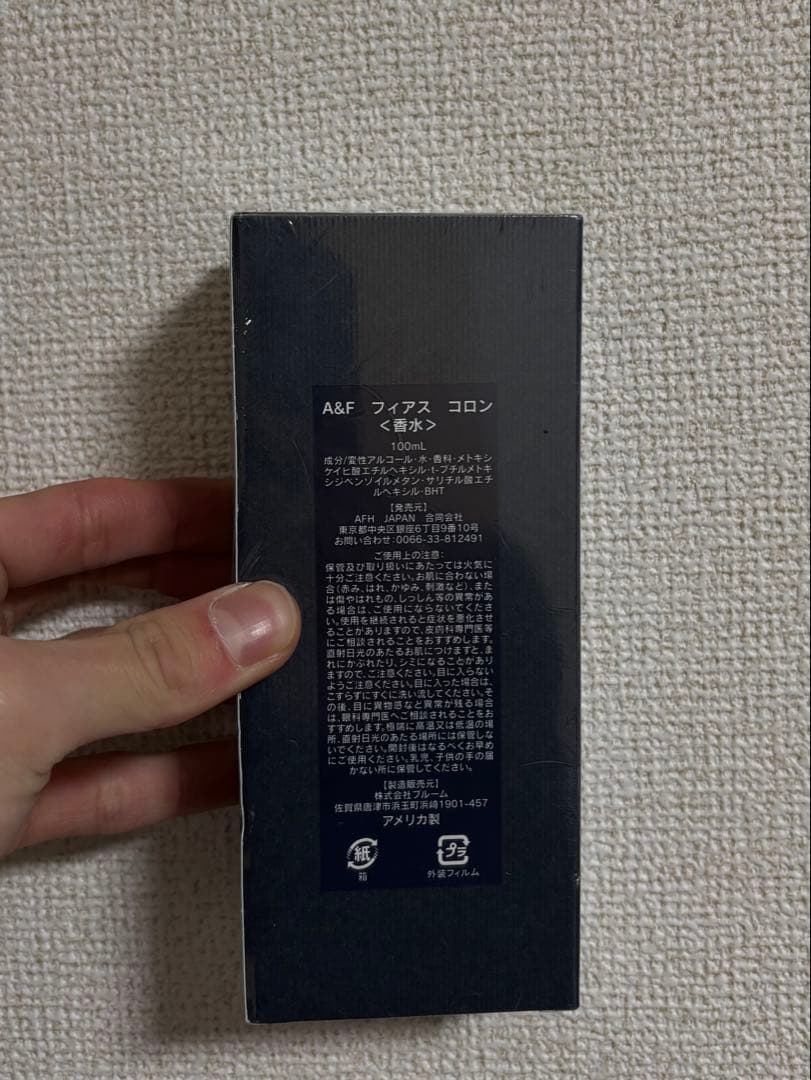 A&F フィアス コロン
＜香水＞
100mL
成分/変性アルコール・水・香料・メトキシ
ケイヒ酸エチルヘキシル・t-ブチルメトキ
シジベンゾイルメタン・サリチル酸エチ
ルヘキシル・BHT
【発売元】
AFH JAPAN 合同会社
東京都中央区銀座6丁目9番10号
お問い合わせ:0066-33-812491
ご使用上の注意:
保管及び取り扱いにあたっては火気に
十分ご注意ください。お肌に合わない場
合(赤み、はれ、かゆみ、刺激など)、また
は傷やはれもの、しっしん等の異常があ
る場合は、ご使用にならないでくださ
い。使用を継続されると症状を悪化させ
ることがありますので、皮膚科専門医等
にご相談されることをおすすめします。
直射日光のあたるお肌につけますと、ま
れにかぶれたり、シミになることがあり
ますので、ご注意ください。目に入らない
ようご注意ください。目に入った場合は、
こすらずにすぐに洗い流してください。そ
の後、目に異物感など異常が残る場合
は、眼科専門医へご相談されることをお
すすめします。極端に高温又は低温の場
所、直射日光のあたる場所には保管しな
いでください。開封後はなるべくお早め
にご使用ください。乳児、子供の手の届
かない所に保管してください。
【製造販売元】
株式会社ブルーム
佐賀県唐津市浜玉町浜崎1901-457
アメリカ製
紙 プラ
箱 外装フィルム